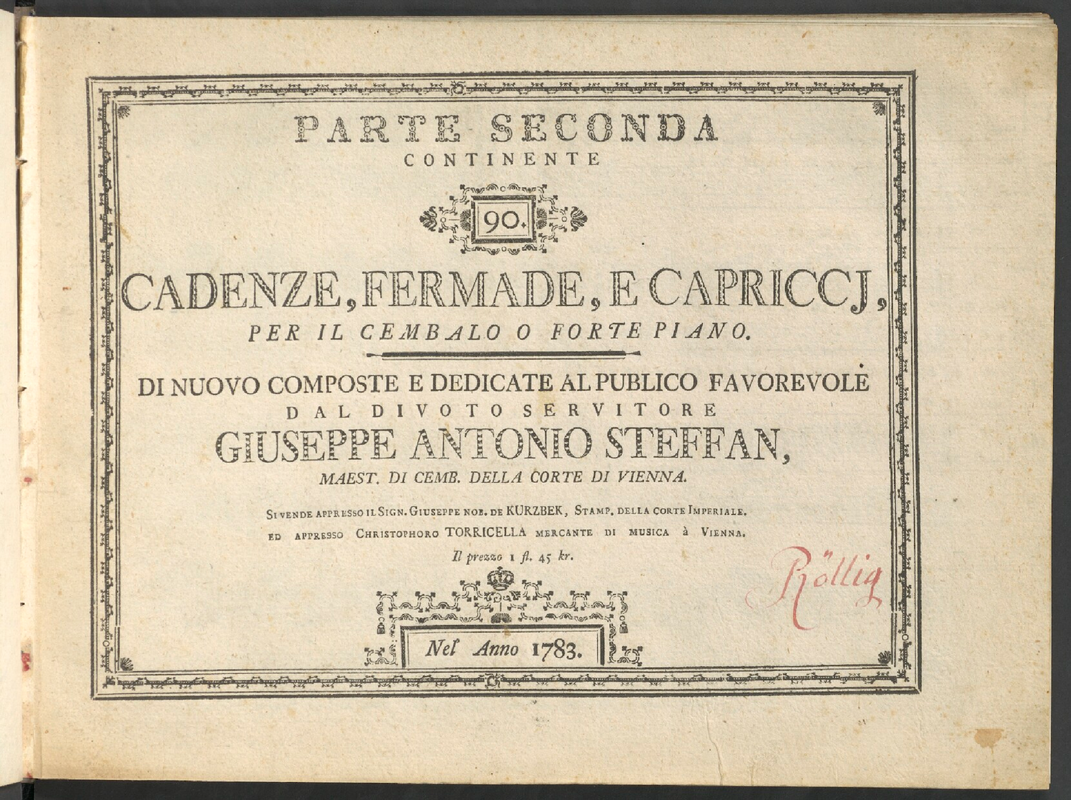 PARTE SECONDA
CONTINENTE
90.
CADENZE, FERMADE, E CAPRICCJ,
PER IL CEMBALO O FORTE PIANO.
DI NUOVO COMPOSTE E DEDICATE AL PUBLICO FAVOREVOLÈ
DAL DIVOTO SERVITORE
GIUSEPPE ANTONIO STEFFAN,
MAEST. DI CEMB. DELLA CORTE DI VIENNA.
SI VENDE APPRESSO IL SIGN. GIUSEPPE NOB. DE KURZBEK, STAMP. DELLA CORTE IMPERIALE.
ED APPRESSO CHRISTOPHORO TORRICELLA MERCANTE DI MUSICA à VIENNA.
Il prezzo 1 fl. 45 kr.
Röllig
Nel' Anno 1783.